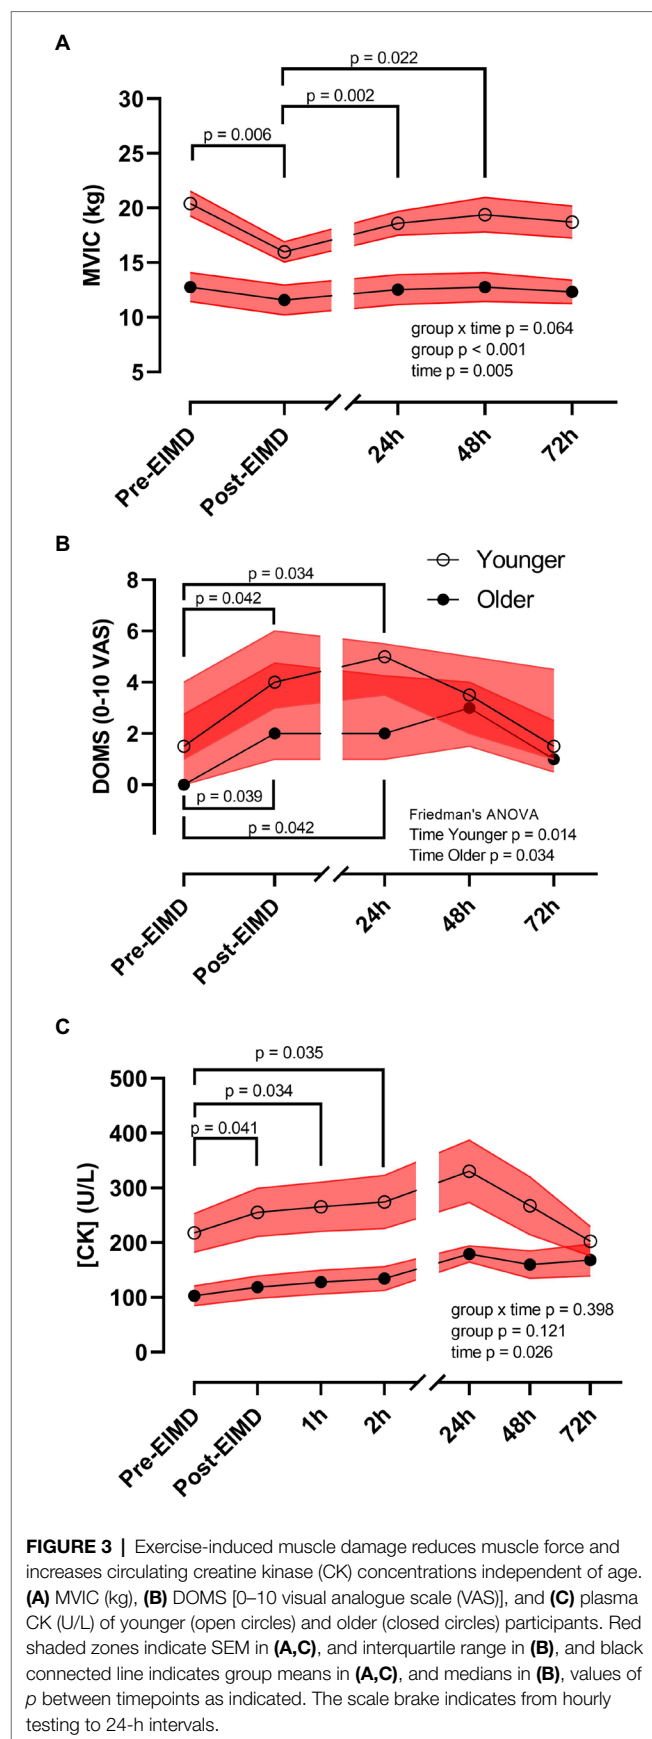 A
p = 0.022
p = 0.002
p = 0.006
30
25
20
15
10
5
MVIC (kg)
group x time p = 0.064
group p < 0.001
time p = 0.005
Pre-EIMD
Post-EIMD
24h
48h
72h
B
Younger
Older
p = 0.034
p = 0.042
8
6
4
2
0
DOMS (0-10 VAS)
p = 0.039
p = 0.042
Friedman's ANOVA
Time Younger p = 0.014
Time Older p = 0.034
Pre-EIMD
Post-EIMD
24h
48h
72h
C
p = 0.035
p = 0.034
p = 0.041
500
400
300
200
100
0
[CK] (U/L)
group x time p = 0.398
group p = 0.121
time p = 0.026
Pre-EIMD
Post-EIMD
1h
2h
24h
48h
72h
FIGURE 3 | Exercise-induced muscle damage reduces muscle force and
increases circulating creatine kinase (CK) concentrations independent of age.
(A) MVIC (kg), (B) DOMS [0–10 visual analogue scale (VAS)], and (C) plasma
CK (U/L) of younger (open circles) and older (closed circles) participants. Red
shaded zones indicate SEM in (A,C), and interquartile range in (B), and black
connected line indicates group means in (A,C), and medians in (B), values of
p between timepoints as indicated. The scale brake indicates from hourly
testing to 24-h intervals.